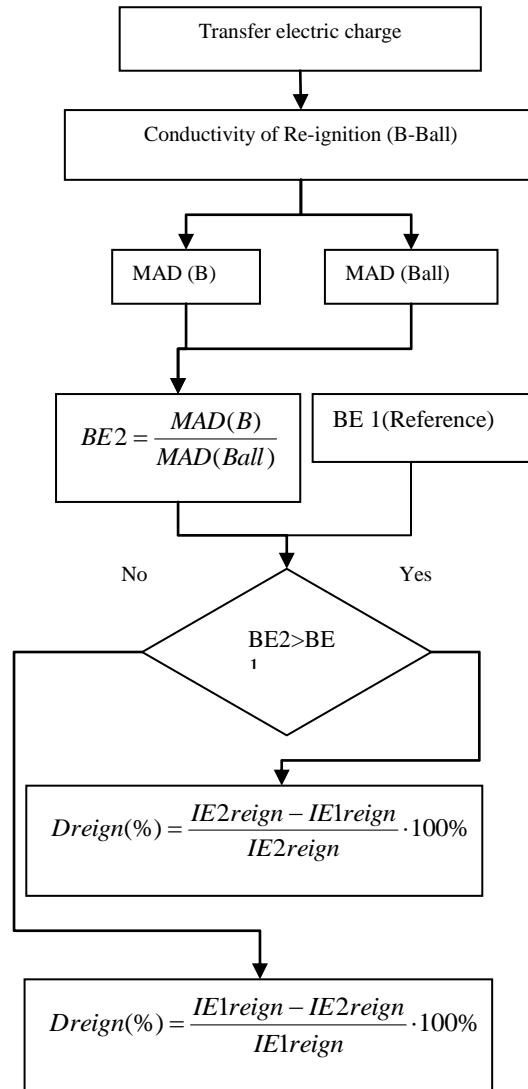 Transfer electric charge
Conductivity of Re-ignition (B-Ball)
MAD (B)
MAD (Ball)
BE2 = MAD(B) / MAD(Ball)
BE 1(Reference)
No
Yes
BE2>BE
1
Dreign(%) = IE2reign − IE1reign / IE2reign ·100%
Dreign(%) = IE1reign − IE2reign / IE1reign ·100%